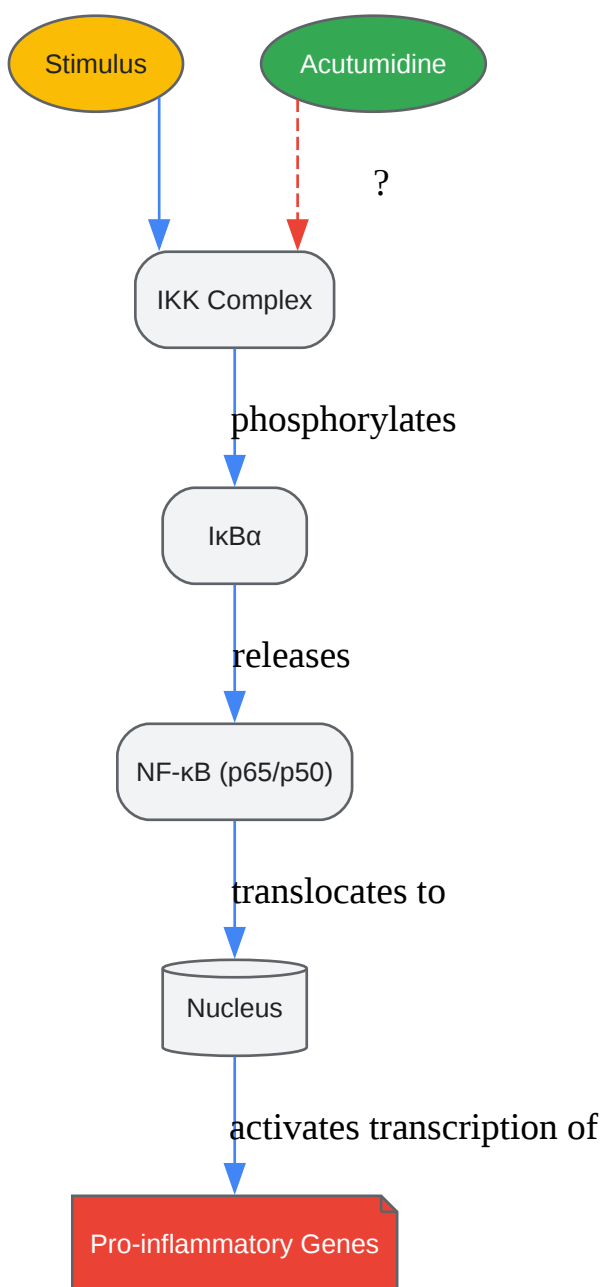 Stimulus
Acutumidine
?
IKK Complex
phosphorylates
IκBα
releases
NF-κB (p65/p50)
translocates to
Nucleus
activates transcription of
Pro-inflammatory Genes